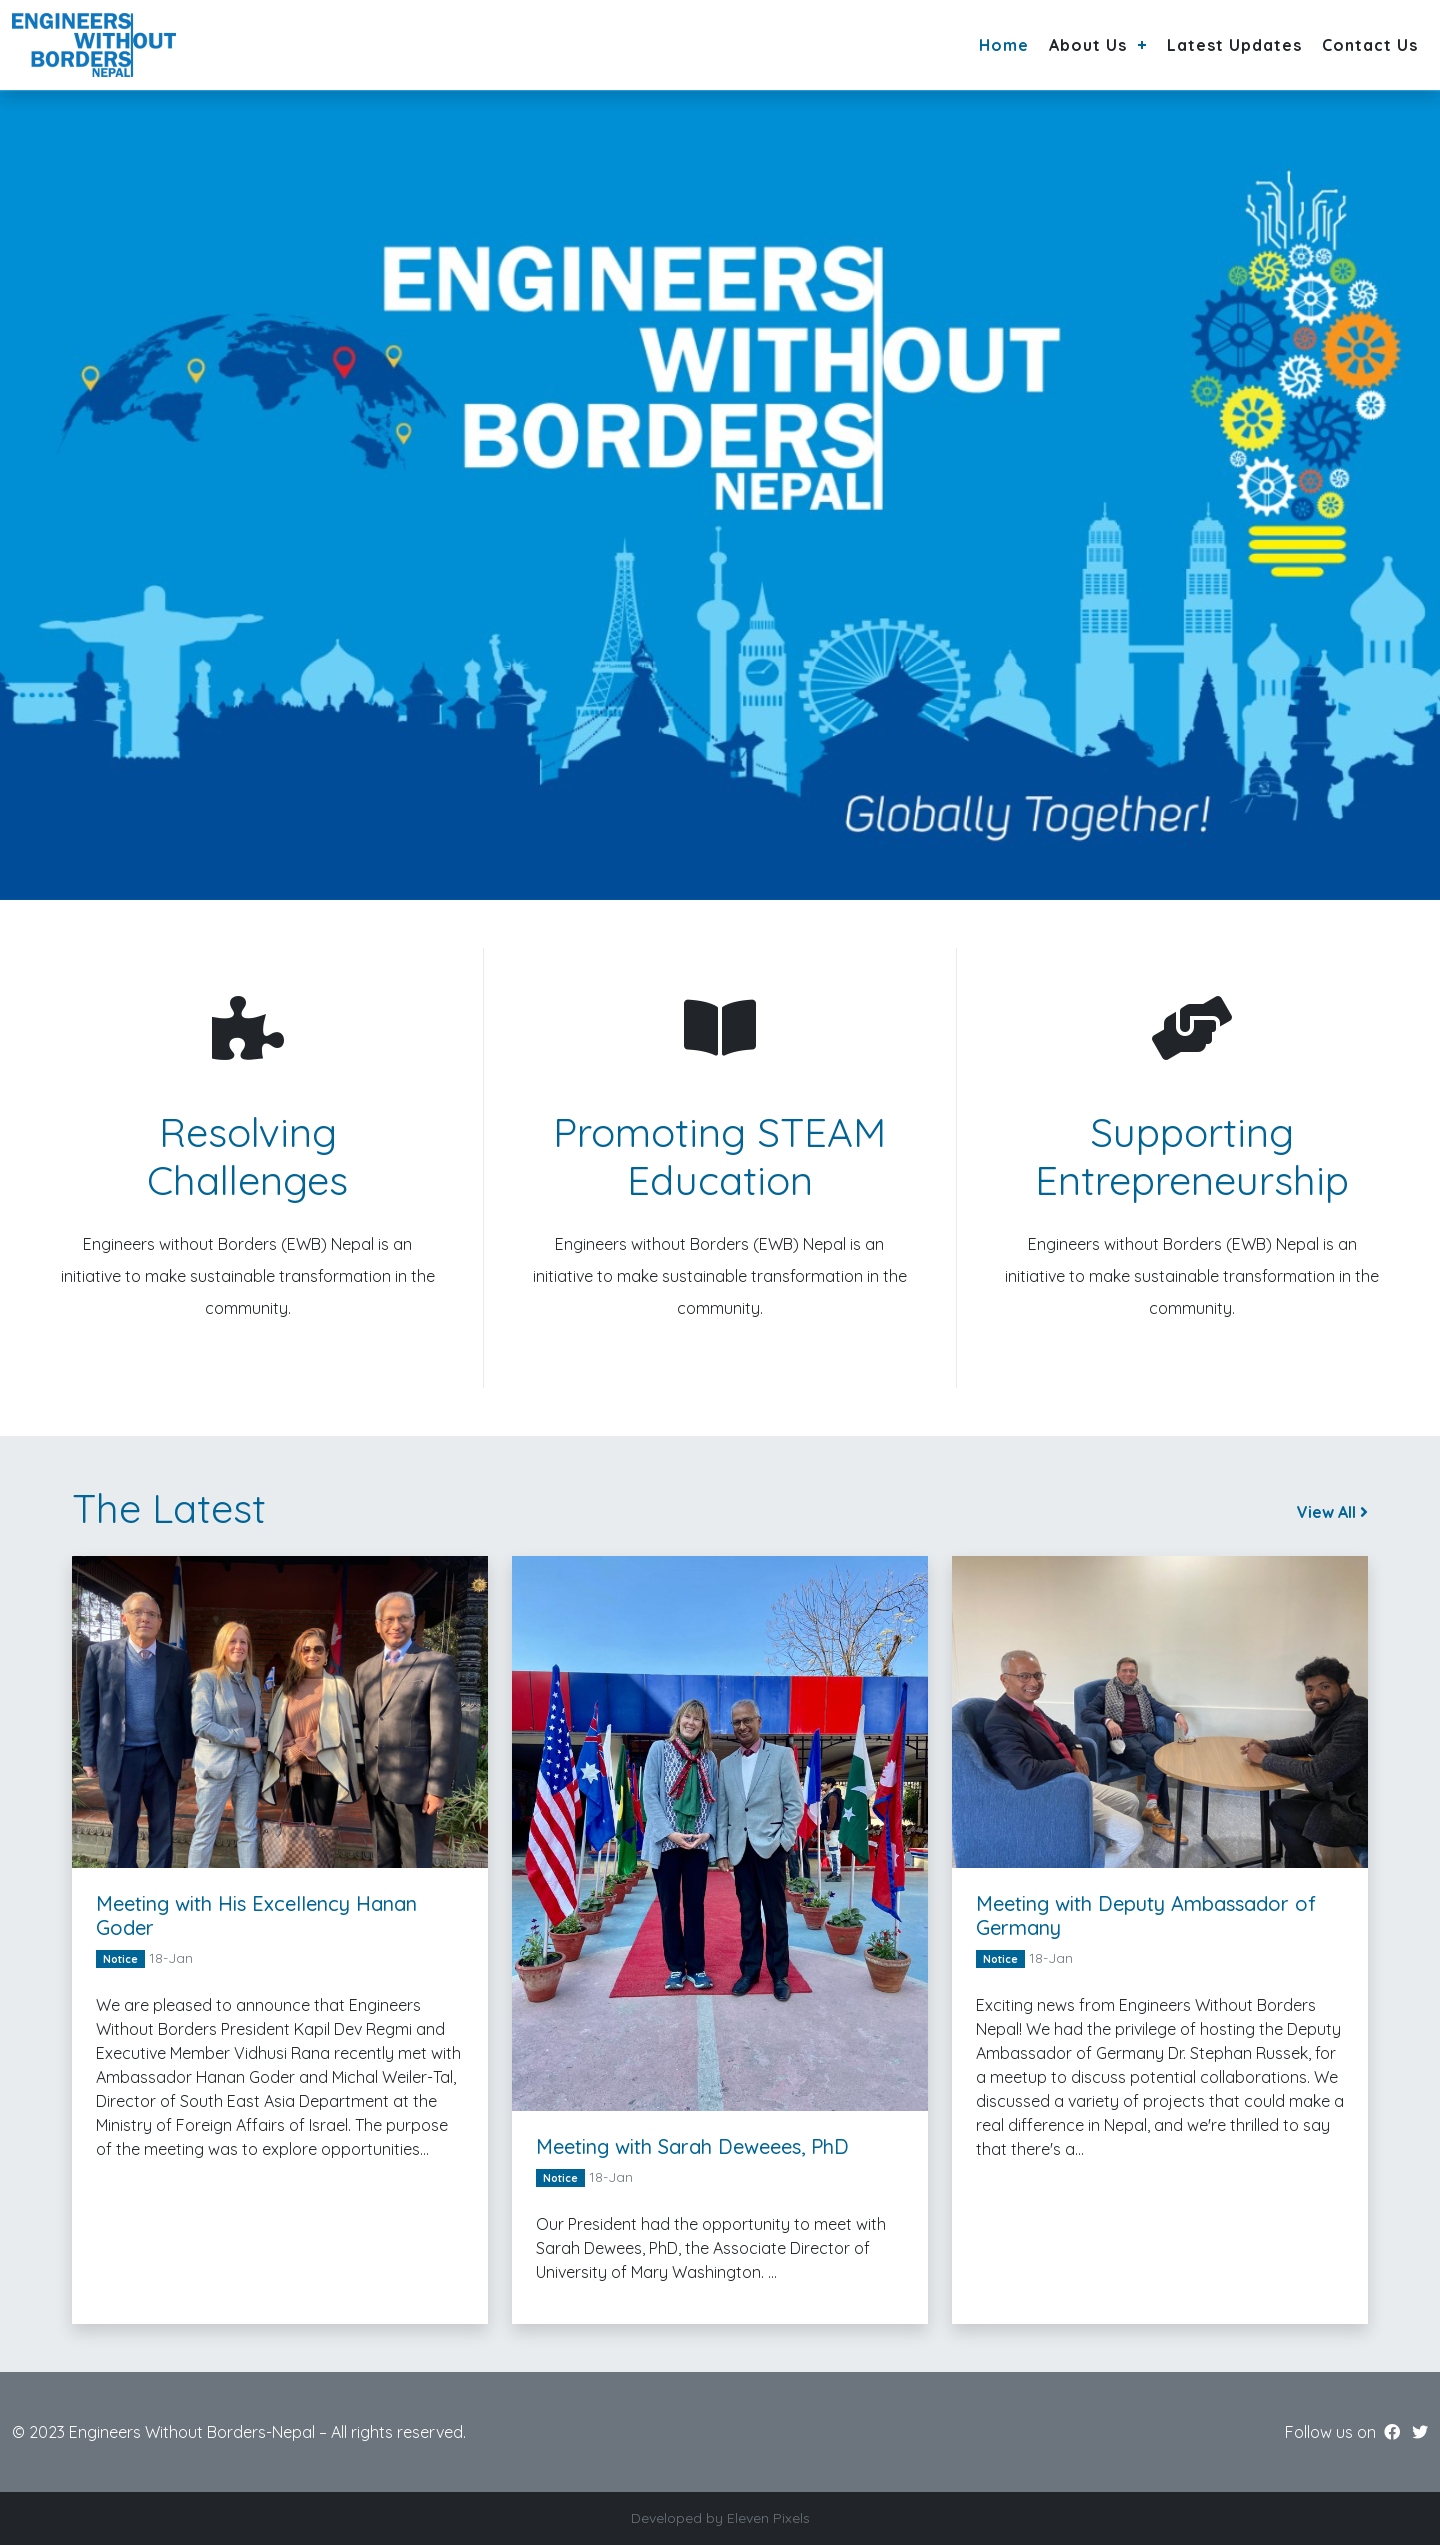 ENGINEERS
WITHOUT
BORDERS
NEPAL
Home About Us + Latest Updates Contact Us
ENGINEERS
WITHOUT
BORDERS
NEPAL
Globally Together!
Resolving
Challenges
Engineers without Borders (EWB) Nepal is an
initiative to make sustainable transformation in the
community.
Promoting STEAM
Education
Engineers without Borders (EWB) Nepal is an
initiative to make sustainable transformation in the
community.
Supporting
Entrepreneurship
Engineers without Borders (EWB) Nepal is an
initiative to make sustainable transformation in the
community.
The Latest
View All
Meeting with His Excellency Hanan
Goder
Notice 18-Jan
We are pleased to announce that Engineers
Without Borders President Kapil Dev Regmi and
Executive Member Vidhusi Rana recently met with
Ambassador Hanan Goder and Michal Weiler-Tal,
Director of South East Asia Department at the
Ministry of Foreign Affairs of Israel. The purpose
of the meeting was to explore opportunities...
Meeting with Sarah Deweees, PhD
Notice 18-Jan
Our President had the opportunity to meet with
Sarah Dewees, PhD, the Associate Director of
University of Mary Washington. ...
Meeting with Deputy Ambassador of
Germany
Notice 18-Jan
Exciting news from Engineers Without Borders
Nepal! We had the privilege of hosting the Deputy
Ambassador of Germany Dr. Stephan Russek, for
a meetup to discuss potential collaborations. We
discussed a variety of projects that could make a
real difference in Nepal, and we're thrilled to say
that there's a...
© 2023 Engineers Without Borders-Nepal – All rights reserved.
Follow us on
Developed by Eleven Pixels